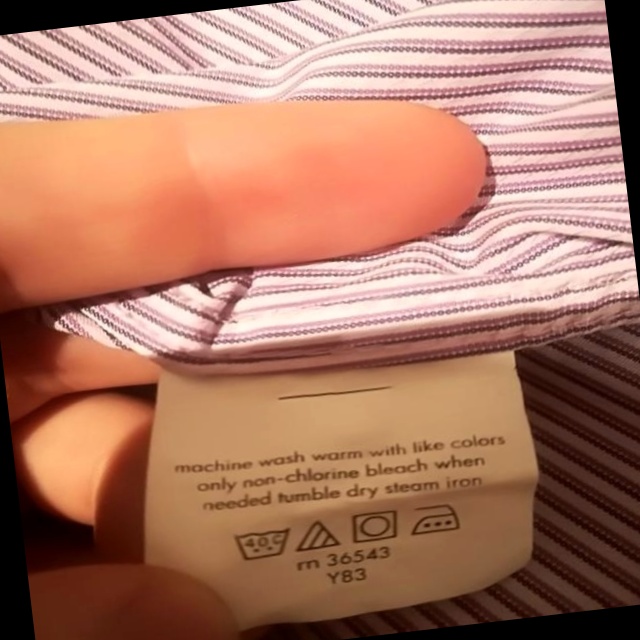 machine wash warm with like colors
only non-chlorine bleach when
needed tumble dry steam iron
40C
rn 36543
Y83